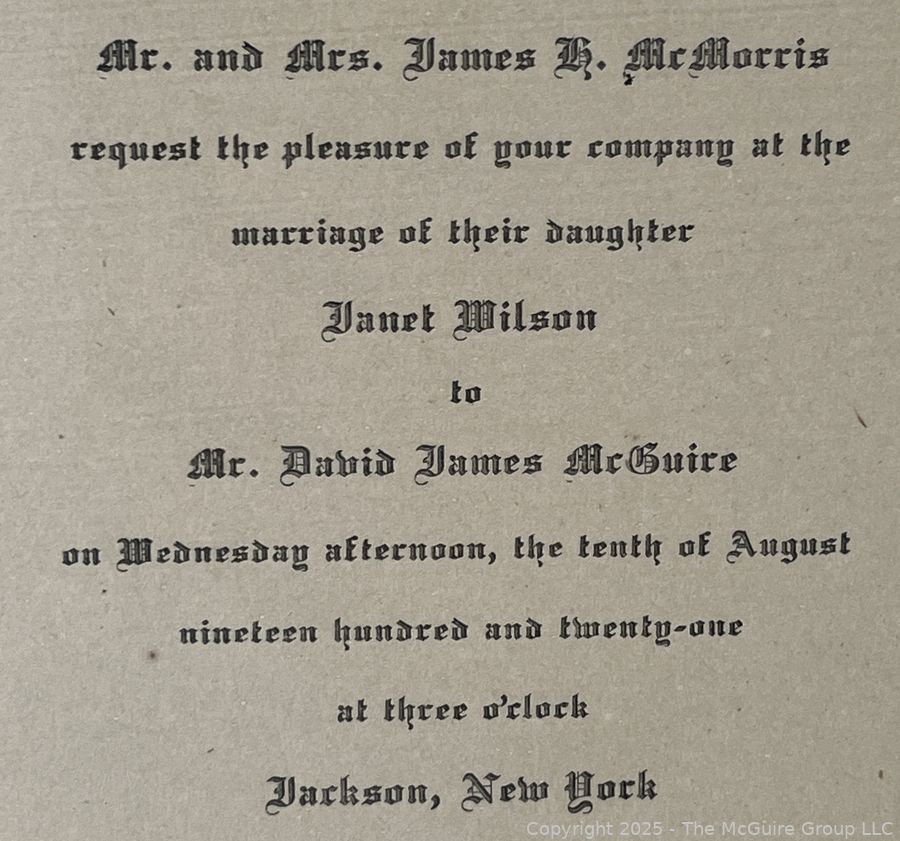 Mr. and Mrs. James H. McMorris
request the pleasure of your company at the
marriage of their daughter
Janet Wilson
to
Mr. David James McGuire
on Wednesday afternoon, the tenth of August
nineteen hundred and twenty-one
at three o'clock
Jackson, New York
Copyright 2025 - The McGuire Group LLC